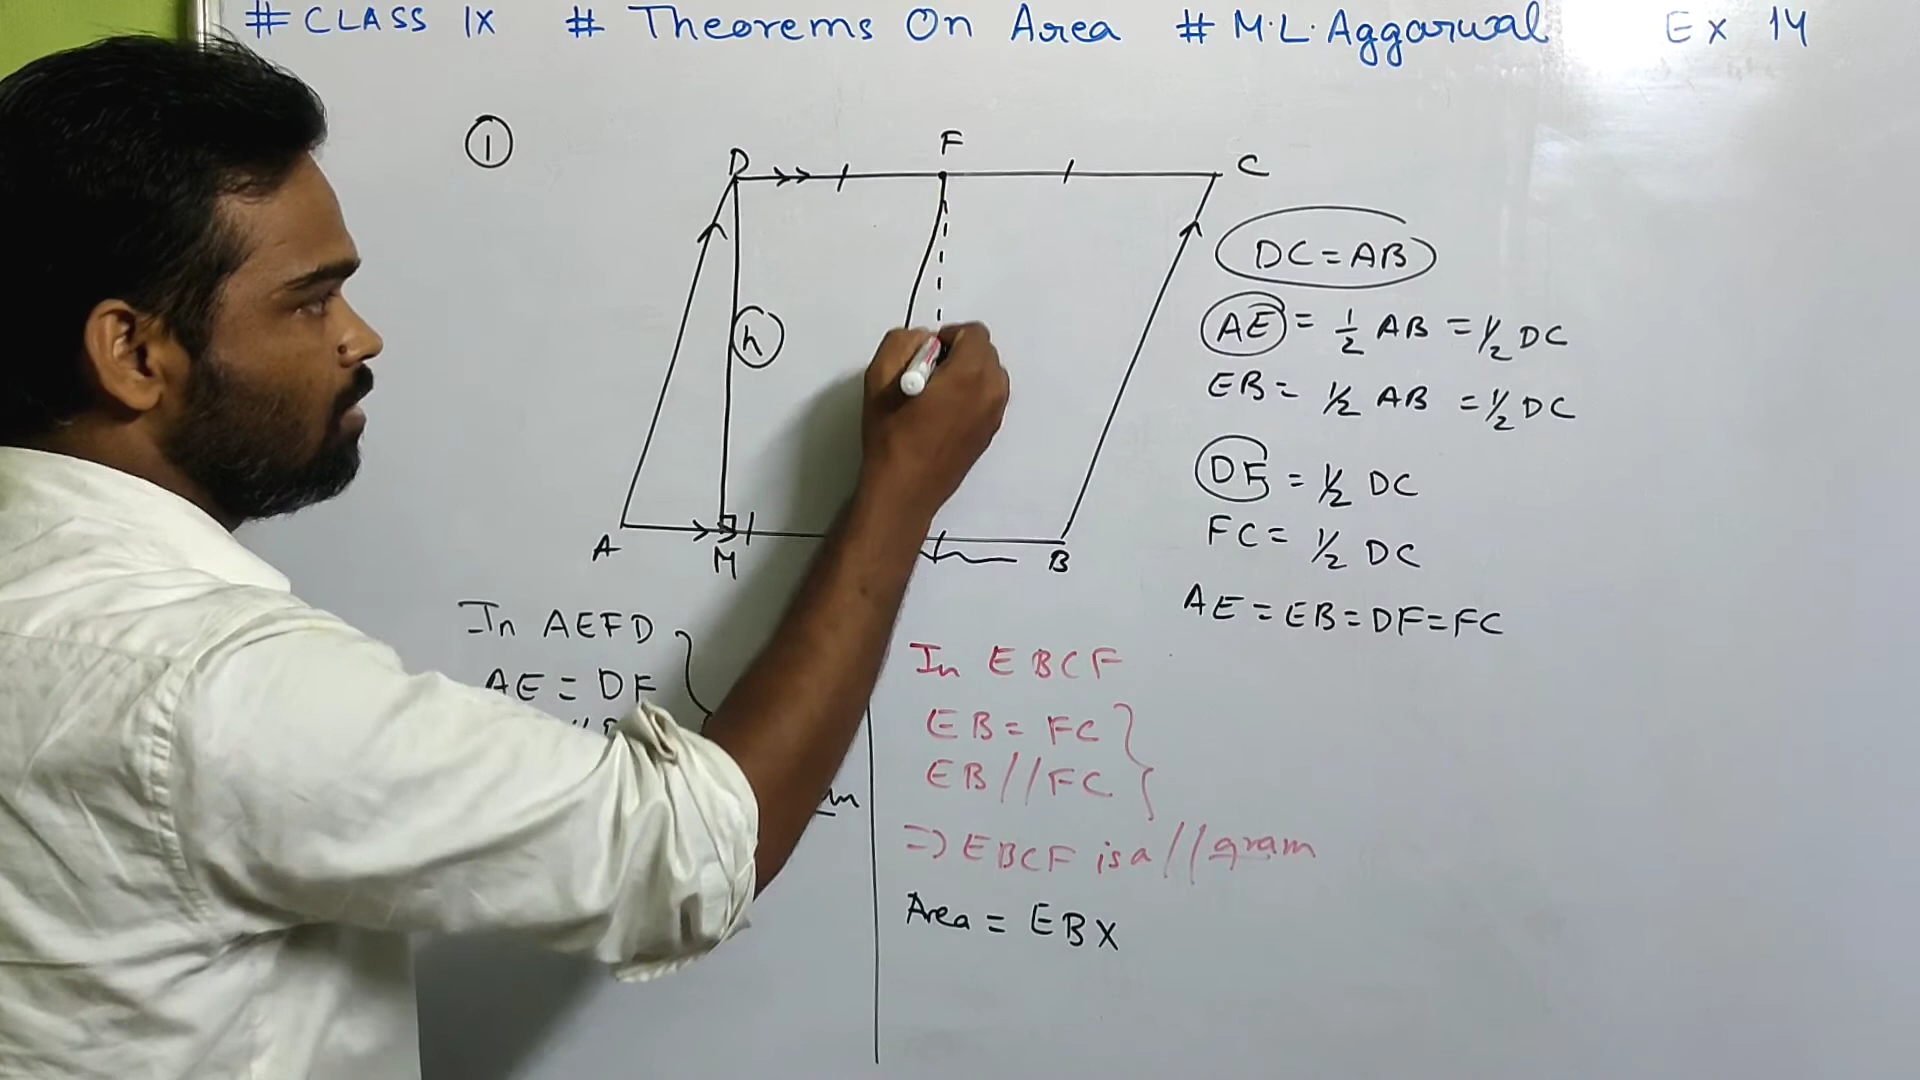 # CLASS IX # Theorems On Area # M.L.Aggarwal Ex 14
1
D F C
h
A M B
DC = AB
AE = 1/2 AB = 1/2 DC
EB = 1/2 AB = 1/2 DC
DF = 1/2 DC
FC = 1/2 DC
AE = EB = DF = FC
In AEFD
AE = DF
In EBCF
EB = FC
EB // FC
=> EBCF is a //gram
Area = EB X